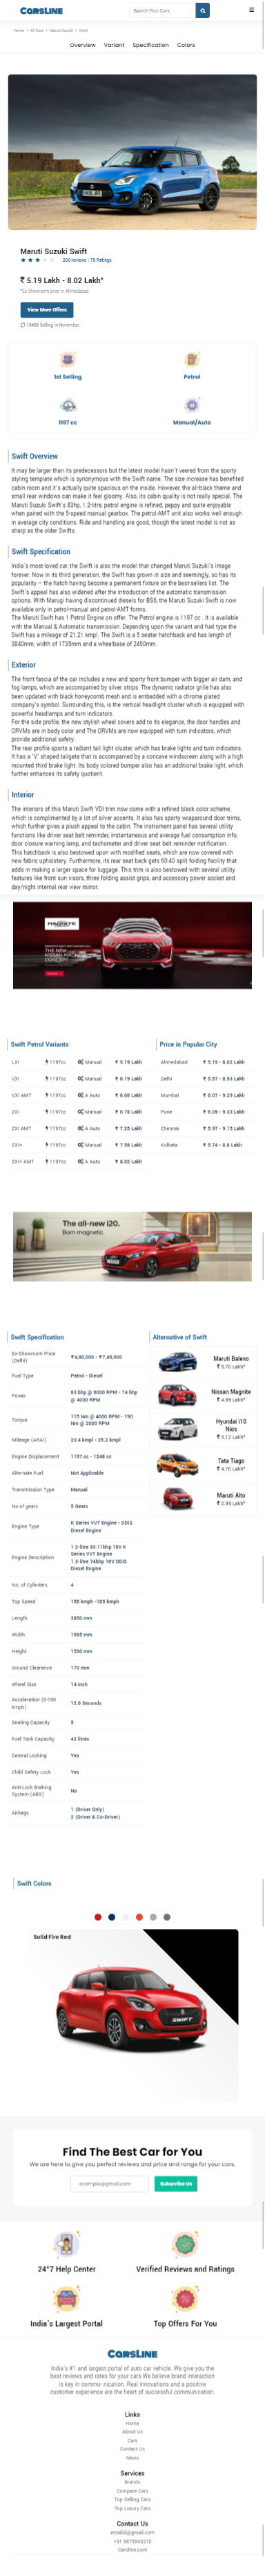 CARSLINE
Search Your Cars
Home / All Cars / Maruti Suzuki / Swift
Overview Variant Specification Colors
Maruti Suzuki Swift
200 reviews | 78 Ratings
₹ 5.19 Lakh - 8.02 Lakh*
*Ex-Showroom price in Ahmedabad
View More Offers
Selling in November.
1st Selling
Petrol
1197 cc
Manual/Auto
Swift Overview
It may be larger than its predecessors but the latest model hasn't veered from the sporty
styling template which is synonymous with the Swift name. The size increase has benefited
cabin room and it's actually quite spacious on the inside. However, the all-black theme and
small rear windows don not make it feel gloomy. Also, plastic quality is not really special. The
Maruti Suzuki Swift's 83hp, 1.2-litre, petrol engine is refined, peppy and quite enjoyable
when paired with the 5-speed manual gearbox. The petrol-AMT unit also works well enough
in average city conditions. Ride and handling are good, though the latest model is not as
sharp as the older Swifts.
Swift Specification
India's most-loved car, the Swift is also the model that changed Maruti Suzuki's image
forever. Now in its third generation, the Swift has grown in size and seemingly, so has its
popularity – the hatch having been a constant presence in the best-sellers list. The
Swift's appeal has also widened after the introduction of the automatic transmission
options. With Maruti having discontinued diesels for BS6, the Maruti Suzuki Swift is now
available only in petrol-manual and petrol-AMT forms.
The Maruti Swift has 1 Petrol Engine on offer. The Petrol engine is 1197 cc . It is available
with the Manual & Automatic transmission. Depending upon the variant and fuel type the
Swift has a mileage of 21.21 kmpl. The Swift is a 5 seater hatchback and has length of
3840mm, width of 1735mm and a wheelbase of 2450mm.
Exterior
The front fascia of the car includes a new and sporty front bumper with bigger air dam, and
fog lamps, which are accompanied by silver strips. The dynamic radiator grille has also
been blacked out, while its center is embossed with a distinct chrome plated
company's symbol. Surrounding this, is the vertical headlight cluster which is equipped with
powerful headlamps and turn indicators.
For the side profile, the stylish full wheel covers add to its elegance, the door handles and
ORVMs are in body color and The ORVMs are now equipped with turn indicators, which
provide additional safety.
The rear profile sports a radiant tail light cluster, which has brake lights and turn indicators.
It has a 'V' shaped tailgate that is accompanied by a concave windscreen along with a high
mount third brake light. Its body colored bumper also has an additional brake light, which
further enhances its safety quotient.
Interior
The interiors of this Maruti Swift VDI trim now come with a refined black color scheme,
which is complimented by a lot of silver accents. It also has sporty wraparound door trims,
which further gives a plush appeal to the cabin. The instrument panel has several utility
functions like driver seat belt reminder, instantaneous and average fuel consumption info,
door closure warning lamp, and tachometer and driver seat belt reminder notification.
This hatchback is also bestowed upon with bolstered seats, which are now covered with
new fabric upholstery. Furthermore, its rear seat back gets 60:40 split folding facility that
adds in making a larger space for luggage. This trim is also bestowed with several utility
features like front sun visors, three folding assist grips, accessory power socket and
day/night internal rear view mirror.
MAGNITE
THE NEW
Swift Petrol Variants
LXI 1197cc Manual ₹ 5.19 Lakh
VXI 1197cc Manual ₹ 6.19 Lakh
VXI AMT 1197cc A Auto ₹ 6.66 Lakh
ZXI 1197cc Manual ₹ 6.78 Lakh
ZXI AMT 1197cc A Auto ₹ 7.25 Lakh
ZXI+ 1197cc Manual ₹ 7.58 Lakh
ZXI+ AMT 1197cc A Auto ₹ 8.02 Lakh
Price in Popular City
Ahmedabad ₹ 5.19 - 8.02 Lakh
Delhi ₹ 5.87 - 8.93 Lakh
Mumbai ₹ 6.07 - 9.29 Lakh
Pune ₹ 6.09 - 9.33 Lakh
Chennai ₹ 5.97 - 9.15 Lakh
Kolkata ₹ 5.74 - 8.8 Lakh
The all-new i20.
Born magnetic.
Swift Specification
Ex-Showroom Price
(Delhi) ₹4,80,000 - ₹7,48,000
Fuel Type Petrol - Diesel
Power 83 bhp @ 6000 RPM - 74 bhp
@ 4000 RPM
Torque 115 Nm @ 4000 RPM - 190
Nm @ 2000 RPM
Mileage (ARAI) 20.4 kmpl - 25.2 kmpl
Engine Displacement 1197 cc - 1248 cc
Alternate Fuel Not Applicable
Transmission Type Manual
No of gears 5 Gears
Engine Type K Series VVT Engine - DDiS
Diesel Engine
Engine Description 1.2-litre 83.11bhp 16V K
Series VVT Engine
1.3-litre 74bhp 16V DDiS
Diesel Engine
No. of Cylinders 4
Top Speed 155 kmph -165 kmph
Length 3850 mm
Width 1695 mm
Height 1530 mm
Ground Clearance 170 mm
Wheel Size 14 inch
Acceleration (0-100
kmph) 12.6 Seconds
Seating Capacity 5
Fuel Tank Capacity 42 litres
Central Locking Yes
Child Safety Lock Yes
Anti-Lock Braking
System (ABS) No
Airbags 1 (Driver Only)
2 (Driver & Co-Driver)
Alternative of Swift
Maruti Baleno
₹ 5.70 Lakh*
Nissan Magnite
₹ 4.99 Lakh*
Hyundai i10
Nios
₹ 5.12 Lakh*
Tata Tiago
₹ 4.70 Lakh*
Maruti Alto
₹ 2.99 Lakh*
Swift Colors
Solid Fire Red
SWIFT
Find The Best Car for You
We are here to give you perfect reviews and price and range for your cars.
example@gmail.com
Subscribe Us
24*7 Help Center
Verified Reviews and Ratings
India's Largest Portal
Top Offers For You
CARSLINE
India's #1 and largest portal of auto car vehicle. We give you the
best reviews and rates for your cars.We believe brand interaction
is key in commu- nication. Real innovations and a positive
customer experience are the heart of successful communication.
Links
Home
About Us
Cars
Contact Us
News
Services
Brands
Compare Cars
Top Selling Cars
Top Luxury Cars
Contact Us
emailid@gmail.com
+91 9876543210
Carsline.com